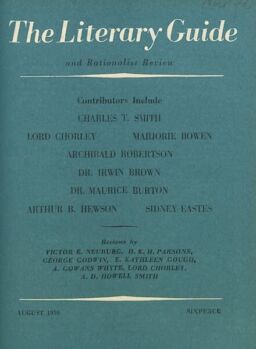 The Literary Guide
and Rationalist Review
Contributors Include
CHARLES T. SMITH
LORD CHORLEY MARJORIE BOWEN
ARCHIBALD ROBERTSON
DR. IRWIN BROWN
DR. MAURICE BURTON
ARTHUR B. HEWSON SIDNEY EASTES
Reviews by
VICTOR E. NEUBURG, H. K. H. PARSONS,
GEORGE GODWIN, E. KATHLEEN GOUGH,
A. GOWANS WHYTE, LORD CHORLEY,
A. D. HOWELL SMITH
AUGUST SIXPENCE